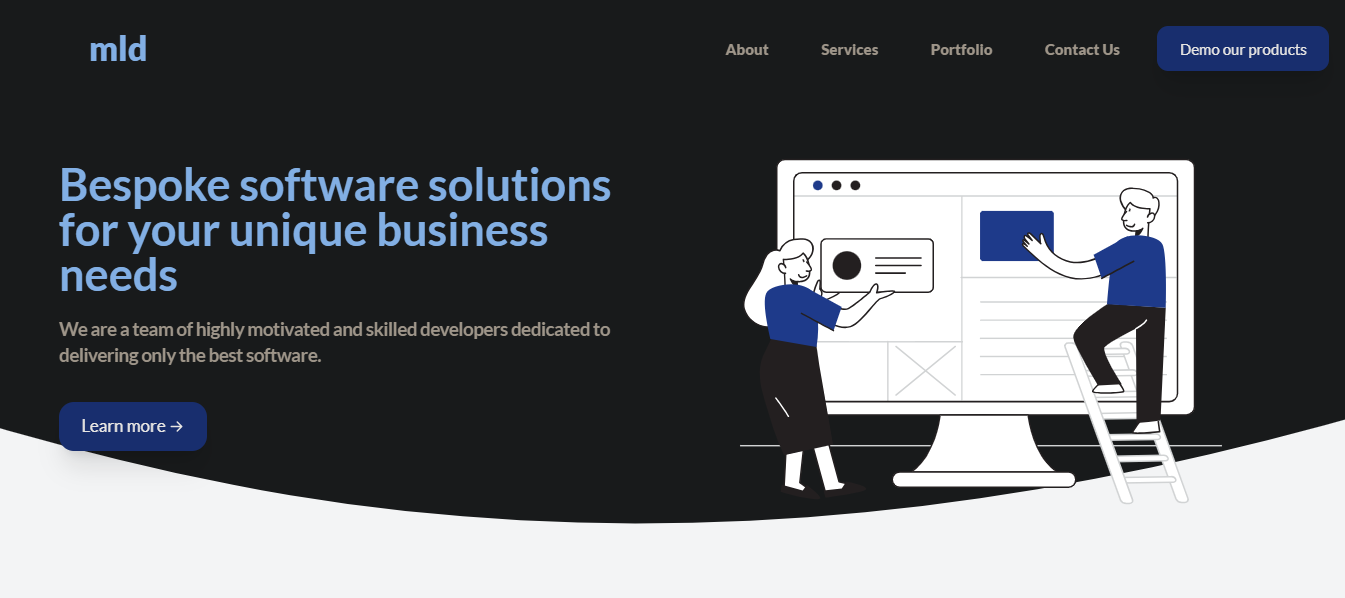 mld
About
Services
Portfolio
Contact Us
Demo our products
Bespoke software solutions
for your unique business
needs
We are a team of highly motivated and skilled developers dedicated to
delivering only the best software.
Learn more →